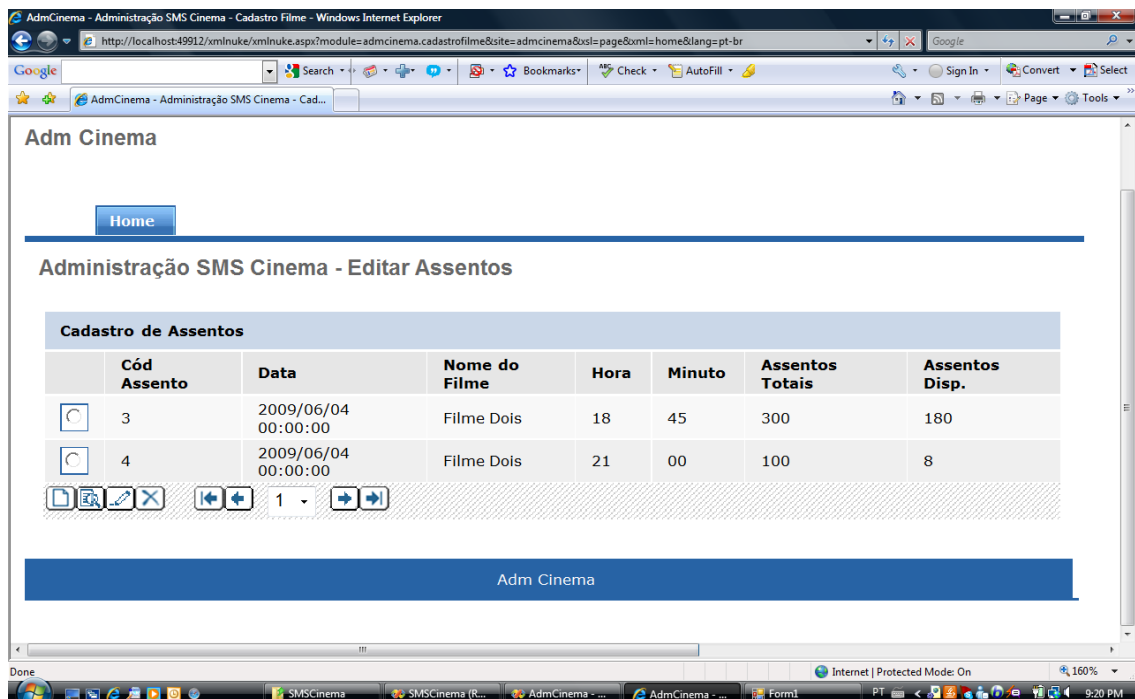 AdmCinema - Administração SMS Cinema - Cadastro Filme - Windows Internet Explorer
http://localhost:49912/xmlnuke/xmlnuke.aspx?module=admcinema.cadastrofilme&site=admcinema&xsl=page&xml=home&lang=pt-br
Google
Google Search Bookmarks ABC Check AutoFill Sign In Convert Select
AdmCinema - Administração SMS Cinema - Cad... Page Tools
Adm Cinema
Home
Administração SMS Cinema - Editar Assentos
Cadastro de Assentos
Cód Assento Data Nome do Filme Hora Minuto Assentos Totais Assentos Disp.
3 2009/06/04 00:00:00 Filme Dois 18 45 300 180
4 2009/06/04 00:00:00 Filme Dois 21 00 100 8
1
Adm Cinema
Done Internet | Protected Mode: On 160%
SMSCinema SMSCinema (R... AdmCinema - ... AdmCinema - ... Form1 PT 9:20 PM